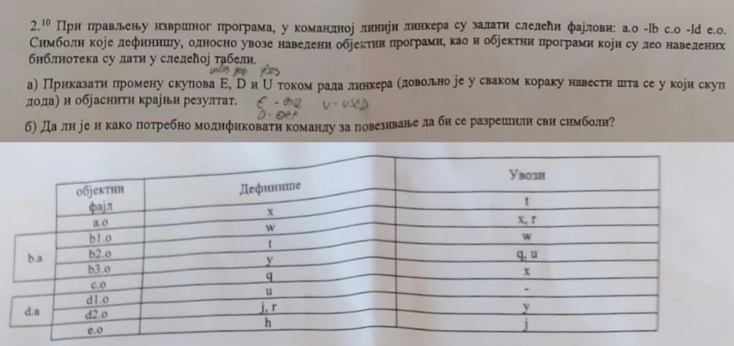 2.¹⁰ При прављењу извршног програма, у командној линији линкера су задати следећи фајлови: a.o -lb c.o -ld e.o.
Симболи које дефинишу, односно увозе наведени објектни програми, као и објектни програми који су део наведених
библиотека су дати у следећој табели.
а) Приказати промену скупова E, D и U током рада линкера (довољно је у сваком кораку навести шта се у који скуп
дода) и објаснити крајњи резултат.
U - USED
б) Да ли је и како потребно модификовати команду за повезивање да би се разрешили сви симболи?
објектни фајл Дефинише Увози
a.o x t
b.a b1.o w x, r
b2.o t w
b3.o y q, u
c.o q x
d.a d1.o u -
d2.o j, r y
e.o h j